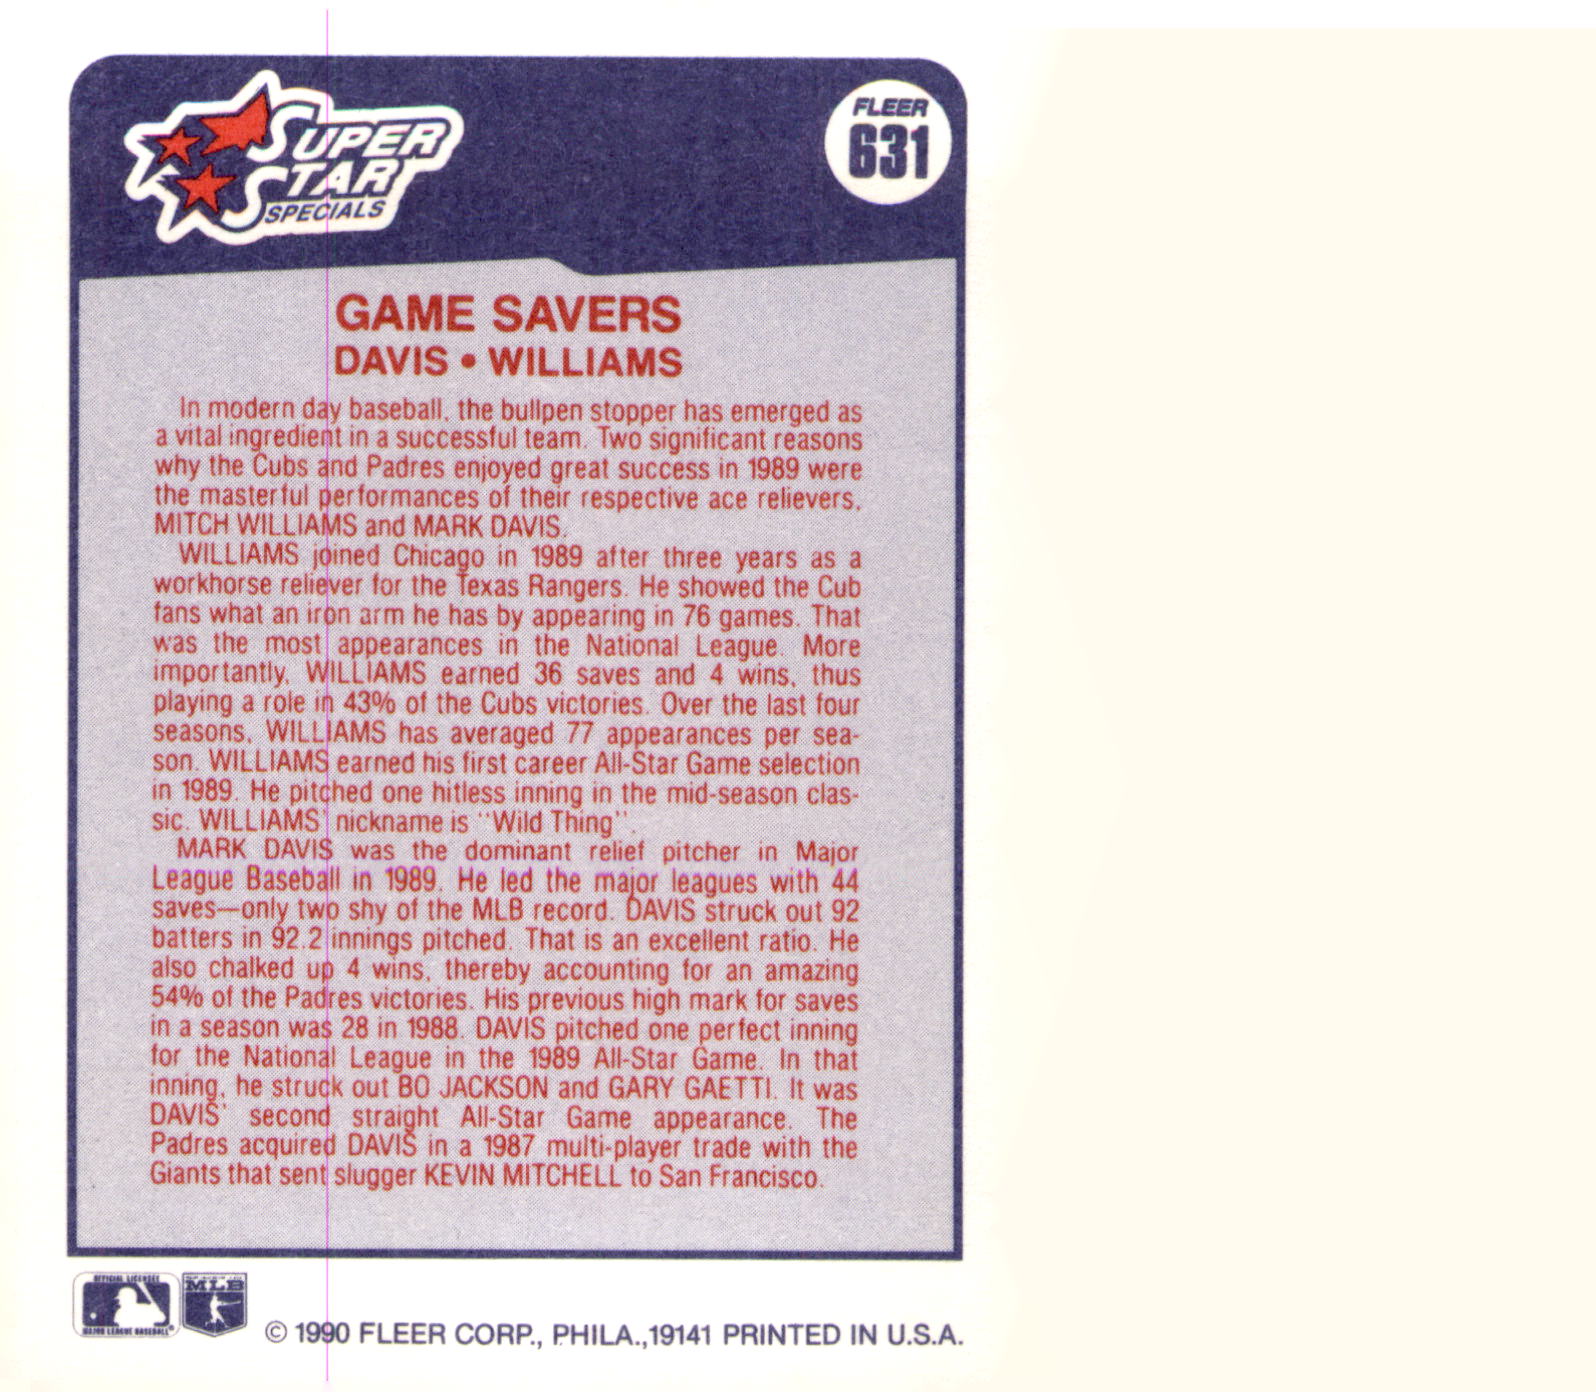 SUPER
STAR
SPECIALS
FLEER
631
GAME SAVERS
DAVIS • WILLIAMS
In modern day baseball, the bullpen stopper has emerged as
a vital ingredient in a successful team. Two significant reasons
why the Cubs and Padres enjoyed great success in 1989 were
the masterful performances of their respective ace relievers,
MITCH WILLIAMS and MARK DAVIS.
WILLIAMS joined Chicago in 1989 after three years as a
workhorse reliever for the Texas Rangers. He showed the Cub
fans what an iron arm he has by appearing in 76 games. That
was the most appearances in the National League. More
importantly, WILLIAMS earned 36 saves and 4 wins, thus
playing a role in 43% of the Cubs victories. Over the last four
seasons, WILLIAMS has averaged 77 appearances per sea-
son. WILLIAMS earned his first career All-Star Game selection
in 1989. He pitched one hitless inning in the mid-season clas-
sic. WILLIAMS' nickname is "Wild Thing".
MARK DAVIS was the dominant relief pitcher in Major
League Baseball in 1989. He led the major leagues with 44
saves—only two shy of the MLB record. DAVIS struck out 92
batters in 92.2 innings pitched. That is an excellent ratio. He
also chalked up 4 wins, thereby accounting for an amazing
54% of the Padres victories. His previous high mark for saves
in a season was 28 in 1988. DAVIS pitched one perfect inning
for the National League in the 1989 All-Star Game. In that
inning, he struck out BO JACKSON and GARY GAETTI. It was
DAVIS' second straight All-Star Game appearance. The
Padres acquired DAVIS in a 1987 multi-player trade with the
Giants that sent slugger KEVIN MITCHELL to San Francisco.
OFFICIAL LICENSEE
MAJOR LEAGUE BASEBALL
MLB
© 1990 FLEER CORP., PHILA.,19141 PRINTED IN U.S.A.